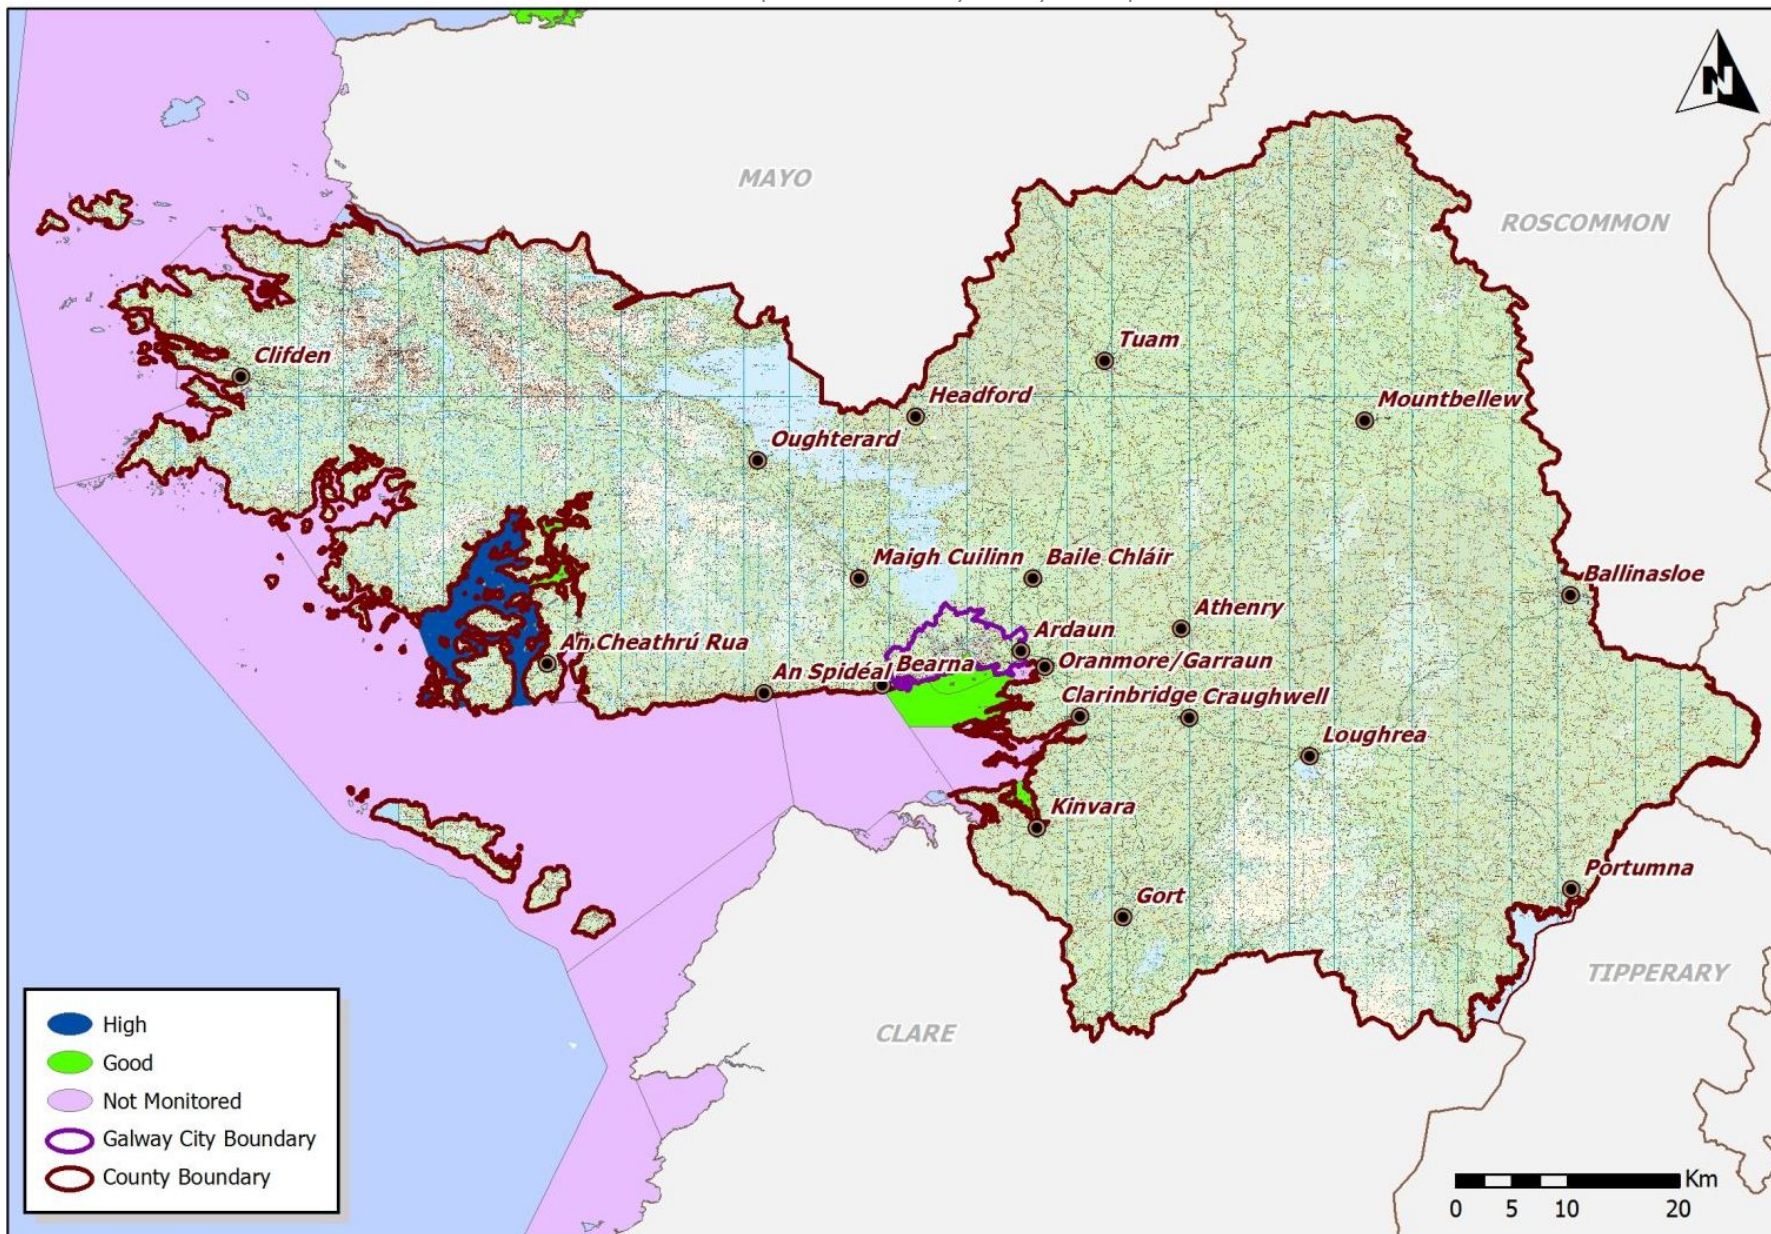 N
MAYO
ROSCOMMON
Tuam
Clifden
Headford
Mountbellew
Oughterard
Maigh Cuilinn
Baile Chláir
Ballinasloe
Athenry
Ardaun
An Cheathrú Rua
Bearna
Oranmore/Garraun
An Spidéal
Clarinbridge
Craughwell
Loughrea
Kinvara
Portumna
Gort
TIPPERARY
CLARE
High
Good
Not Monitored
Galway City Boundary
County Boundary
Km
0 5 10 20